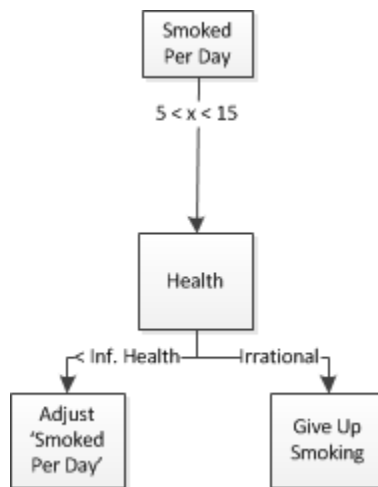 Smoked
Per Day
5 < x < 15
Health
< Inf. Health
Irrational
Adjust
‘Smoked
Per Day’
Give Up
Smoking